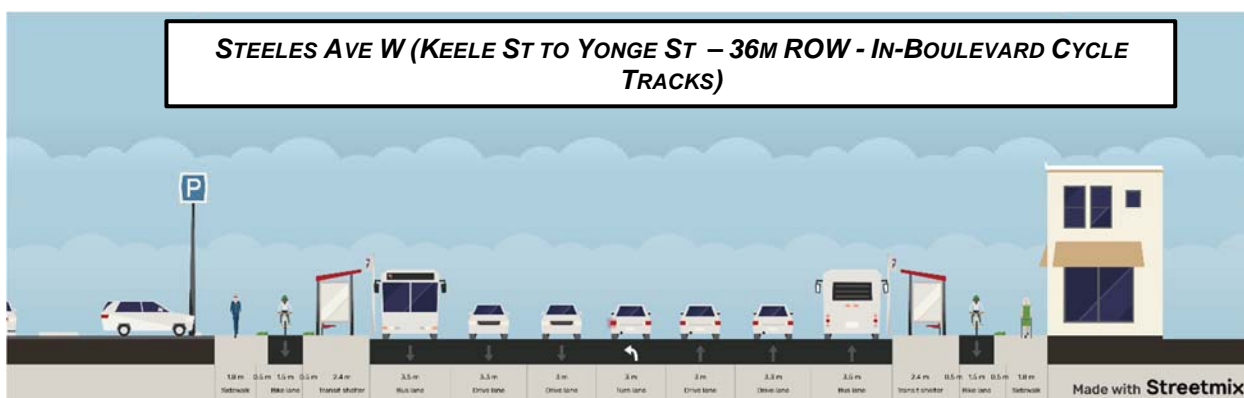 STEELES AVE W (KEELE ST TO YONGE ST – 36M ROW - IN-BOULEVARD CYCLE
TRACKS)
P
1.8 m 0.5 m 1.5 m 0.5 m 2.4 m 3.5 m 3.3 m 3 m 3 m 3 m 3.3 m 3.5 m 2.4 m 0.5 m 1.5 m 0.5 m 1.8 m
Sidewalk Bike lane Transit shelter Bus lane Drive lane Drive lane Turn lane Drive lane Drive lane Bus lane Transit shelter Bike lane Sidewalk
Made with Streetmix